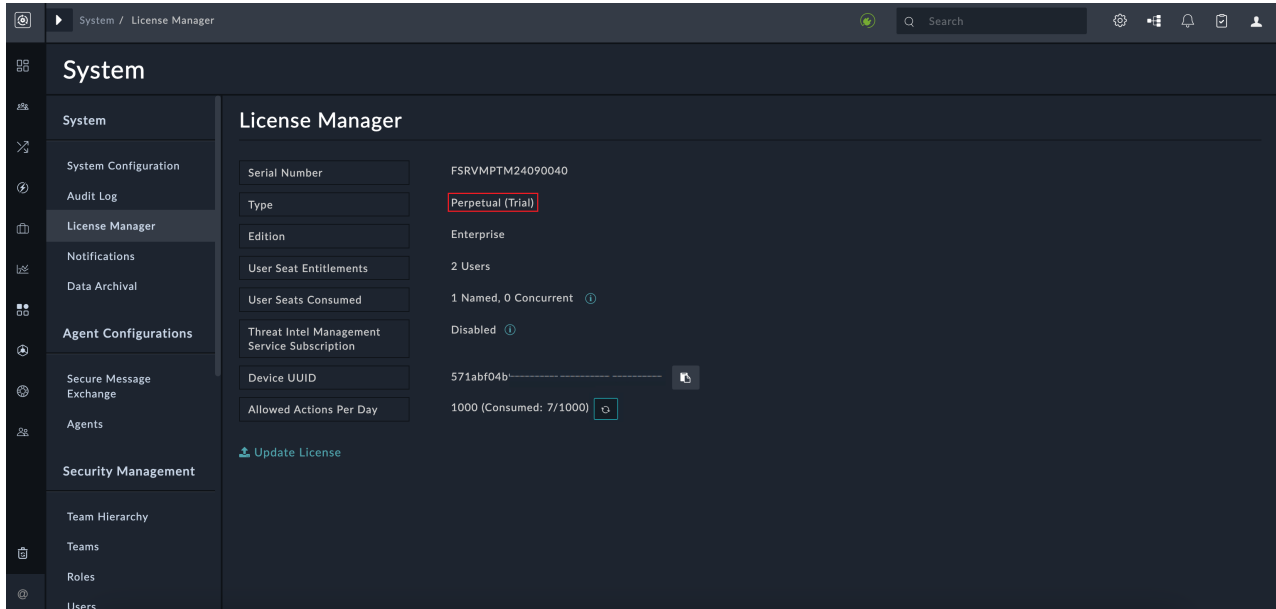 System / License Manager
Search
System
System
System Configuration
Audit Log
License Manager
Notifications
Data Archival
Agent Configurations
Secure Message
Exchange
Agents
Security Management
Team Hierarchy
Teams
Roles
Users
License Manager
Serial Number FSRVMPTM24090040
Type Perpetual (Trial)
Edition Enterprise
User Seat Entitlements 2 Users
User Seats Consumed 1 Named, 0 Concurrent
Threat Intel Management
Service Subscription Disabled
Device UUID 571abf04b
Allowed Actions Per Day 1000 (Consumed: 7/1000)
Update License
@